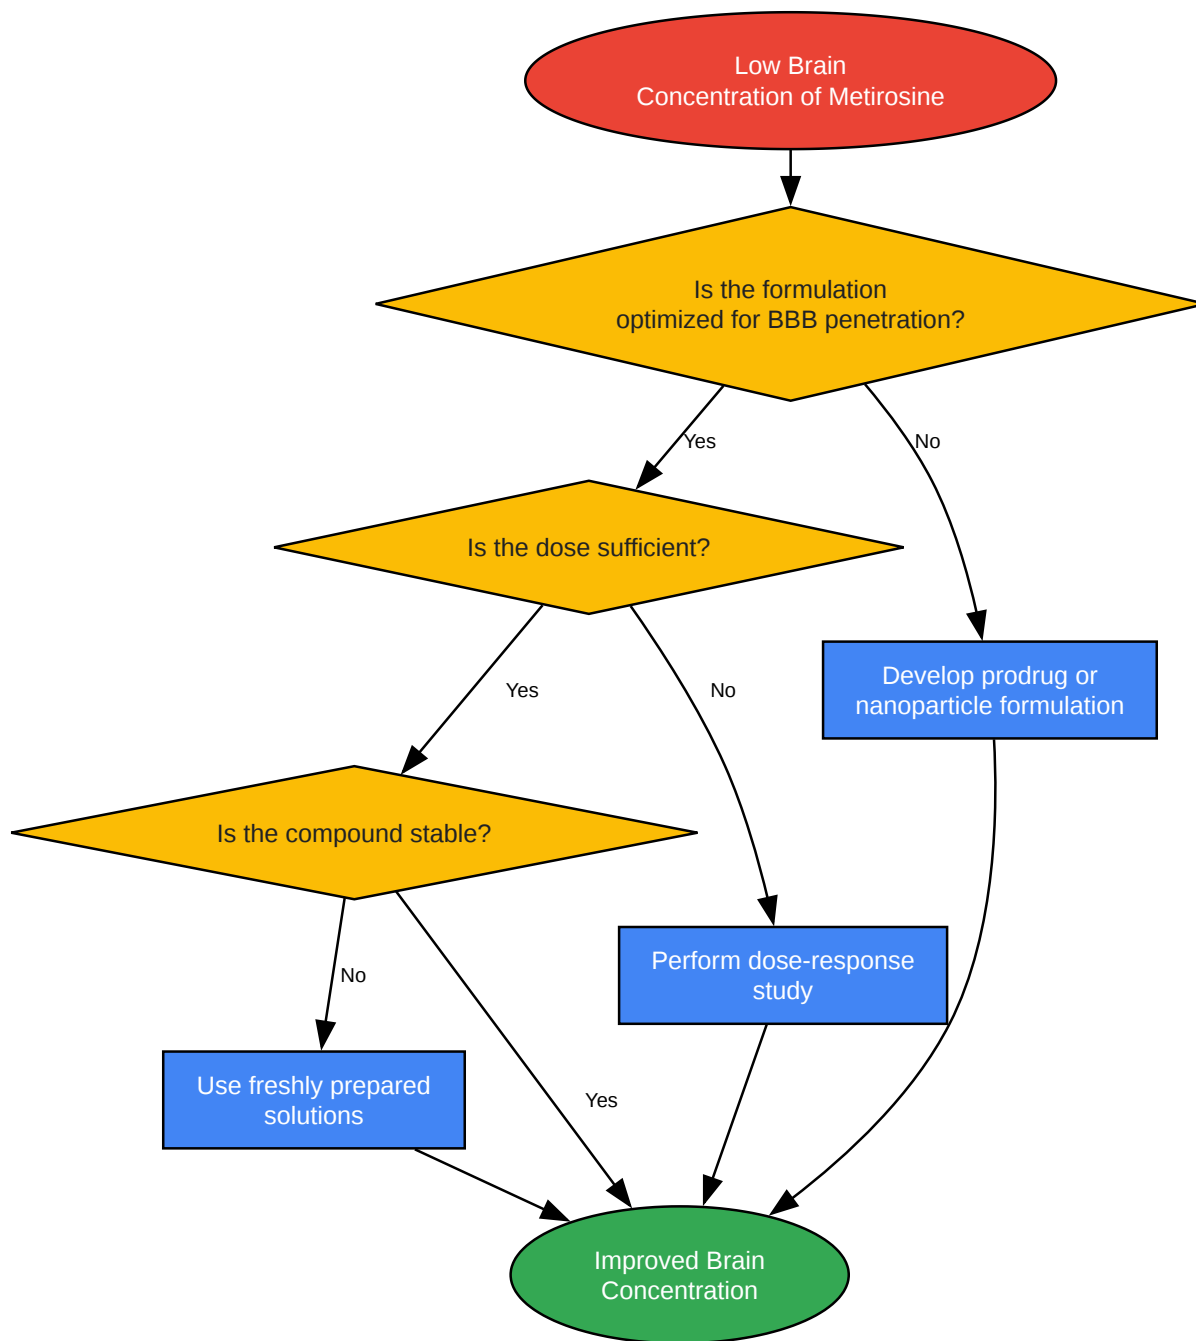 Low Brain
Concentration of Metirosine
Is the formulation
optimized for BBB penetration?
Yes
No
Is the dose sufficient?
Yes
No
Develop prodrug or
nanoparticle formulation
Is the compound stable?
Perform dose-response
study
No
Yes
Use freshly prepared
solutions
Improved Brain
Concentration